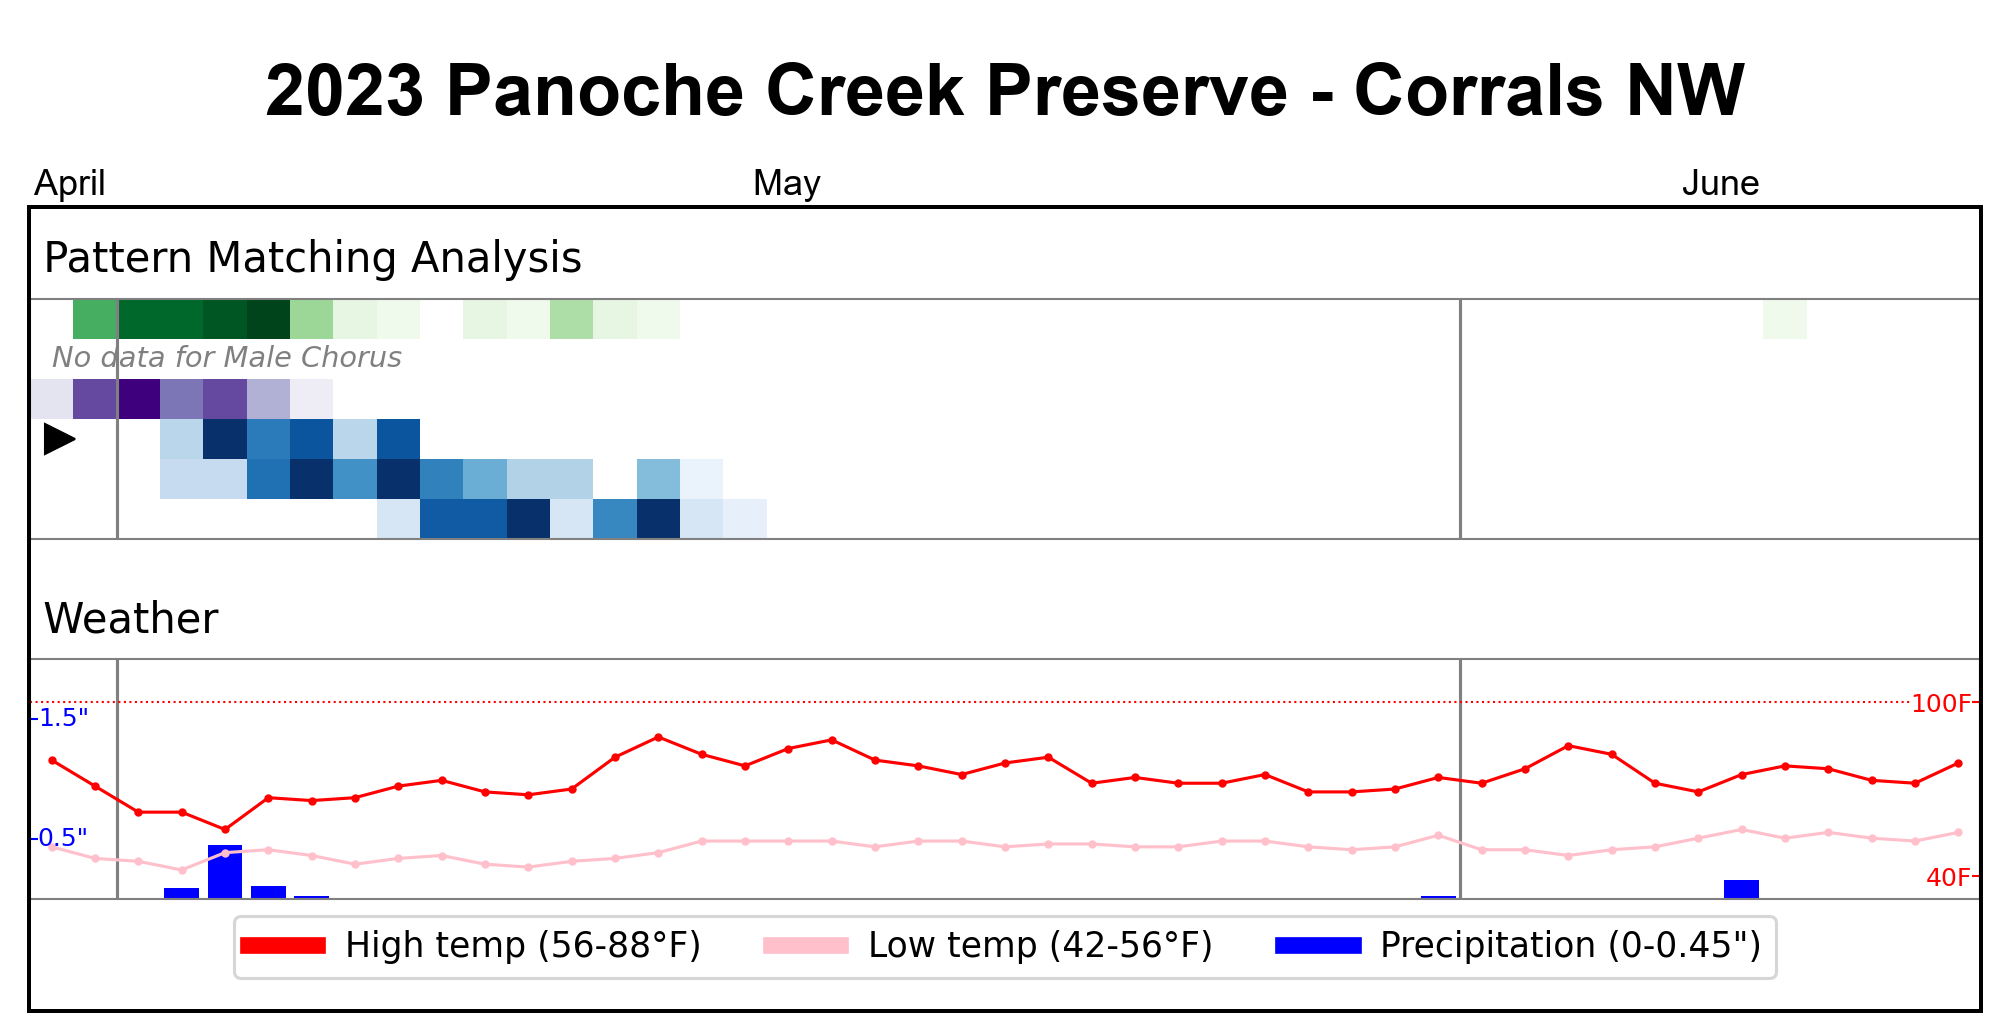 2023 Panoche Creek Preserve - Corrals NW
April May June
Pattern Matching Analysis
No data for Male Chorus
Weather
100F
1.5"
0.5"
40F
High temp (56-88°F) Low temp (42-56°F) Precipitation (0-0.45")